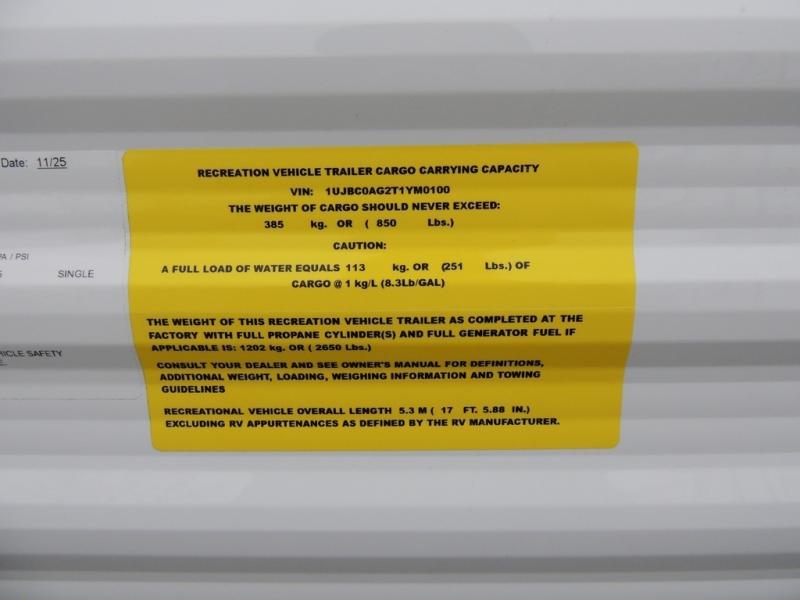 Date: 11/25
PA / PSI
SINGLE
HICLE SAFETY
E.
RECREATION VEHICLE TRAILER CARGO CARRYING CAPACITY
VIN: 1UJBC0AG2T1YM0100
THE WEIGHT OF CARGO SHOULD NEVER EXCEED:
385 kg. OR ( 850 Lbs.)
CAUTION:
A FULL LOAD OF WATER EQUALS 113 kg. OR (251 Lbs.) OF
CARGO @ 1 kg/L (8.3Lb/GAL)
THE WEIGHT OF THIS RECREATION VEHICLE TRAILER AS COMPLETED AT THE
FACTORY WITH FULL PROPANE CYLINDER(S) AND FULL GENERATOR FUEL IF
APPLICABLE IS: 1202 kg. OR ( 2650 Lbs.)
CONSULT YOUR DEALER AND SEE OWNER'S MANUAL FOR DEFINITIONS,
ADDITIONAL WEIGHT, LOADING, WEIGHING INFORMATION AND TOWING
GUIDELINES
RECREATIONAL VEHICLE OVERALL LENGTH 5.3 M ( 17 FT. 5.88 IN.)
EXCLUDING RV APPURTENANCES AS DEFINED BY THE RV MANUFACTURER.